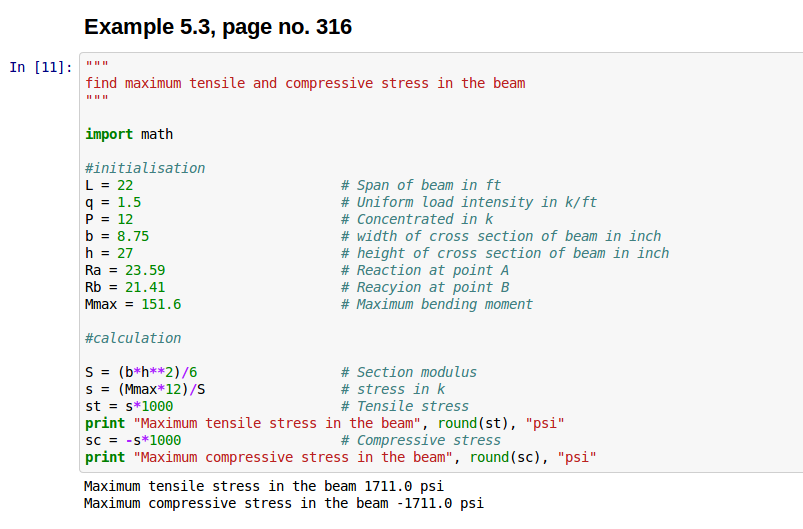 Example 5.3, page no. 316
In [11]:
"""
find maximum tensile and compressive stress in the beam
"""
import math
#initialisation
L = 22 # Span of beam in ft
q = 1.5 # Uniform load intensity in k/ft
P = 12 # Concentrated in k
b = 8.75 # width of cross section of beam in inch
h = 27 # height of cross section of beam in inch
Ra = 23.59 # Reaction at point A
Rb = 21.41 # Reacyion at point B
Mmax = 151.6 # Maximum bending moment
#calculation
S = (b*h**2)/6 # Section modulus
s = (Mmax*12)/S # stress in k
st = s*1000 # Tensile stress
print "Maximum tensile stress in the beam", round(st), "psi"
sc = -s*1000 # Compressive stress
print "Maximum compressive stress in the beam", round(sc), "psi"
Maximum tensile stress in the beam 1711.0 psi
Maximum compressive stress in the beam -1711.0 psi